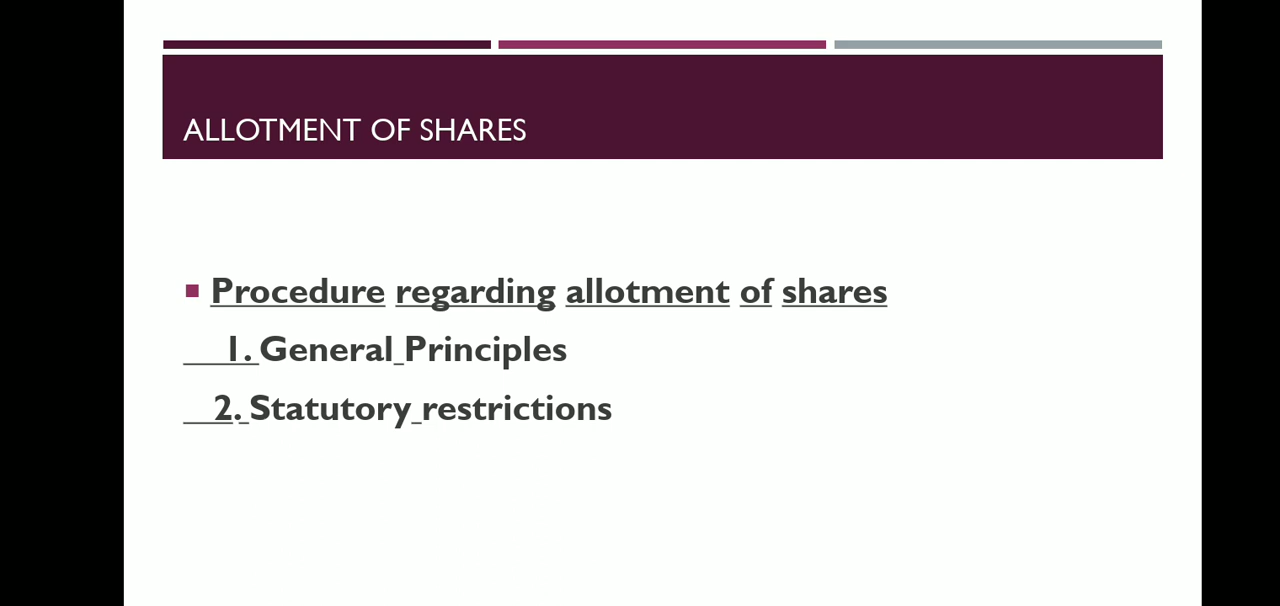 ALLOTMENT OF SHARES
Procedure regarding allotment of shares
1. General Principles
2. Statutory restrictions